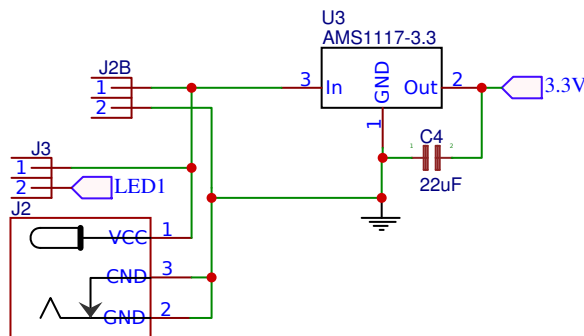 U3
AMS1117-3.3
3 In GND Out 2
3.3V
1
J2B
1
2
C4
1 2
22uF
J3
1
2 LED1
J2
VCC 1
CND 3
GND 2